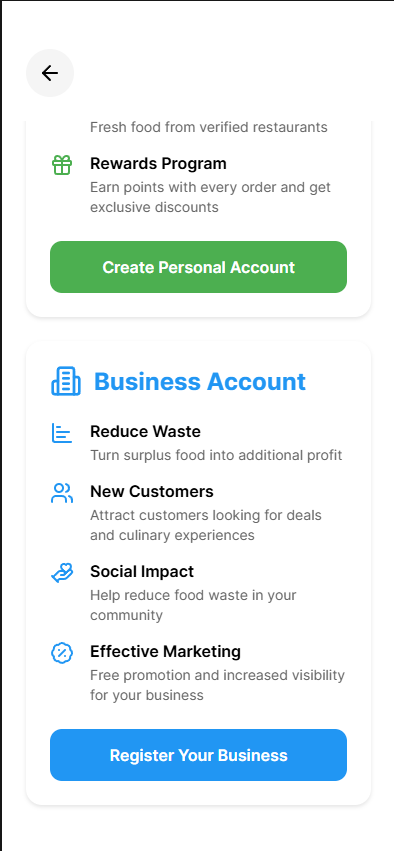 Fresh food from verified restaurants
Rewards Program
Earn points with every order and get
exclusive discounts
Create Personal Account
Business Account
Reduce Waste
Turn surplus food into additional profit
New Customers
Attract customers looking for deals
and culinary experiences
Social Impact
Help reduce food waste in your
community
Effective Marketing
Free promotion and increased visibility
for your business
Register Your Business